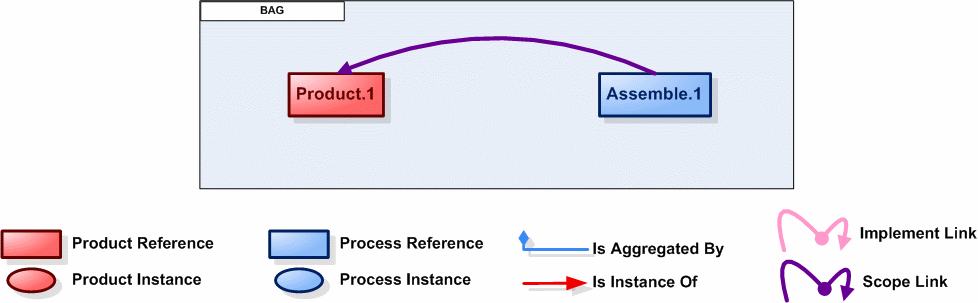 BAG
Product.1
Assemble.1
Product Reference
Process Reference
Is Aggregated By
Implement Link
Product Instance
Process Instance
Is Instance Of
Scope Link